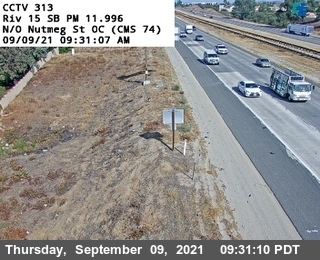 CCTV 313
Riv 15 SB PM 11.996
N/O Nutmeg St OC (CMS 74)
09/09/21 09:31:07 AM
Thursday, September 09, 2021 09:31:10 PDT